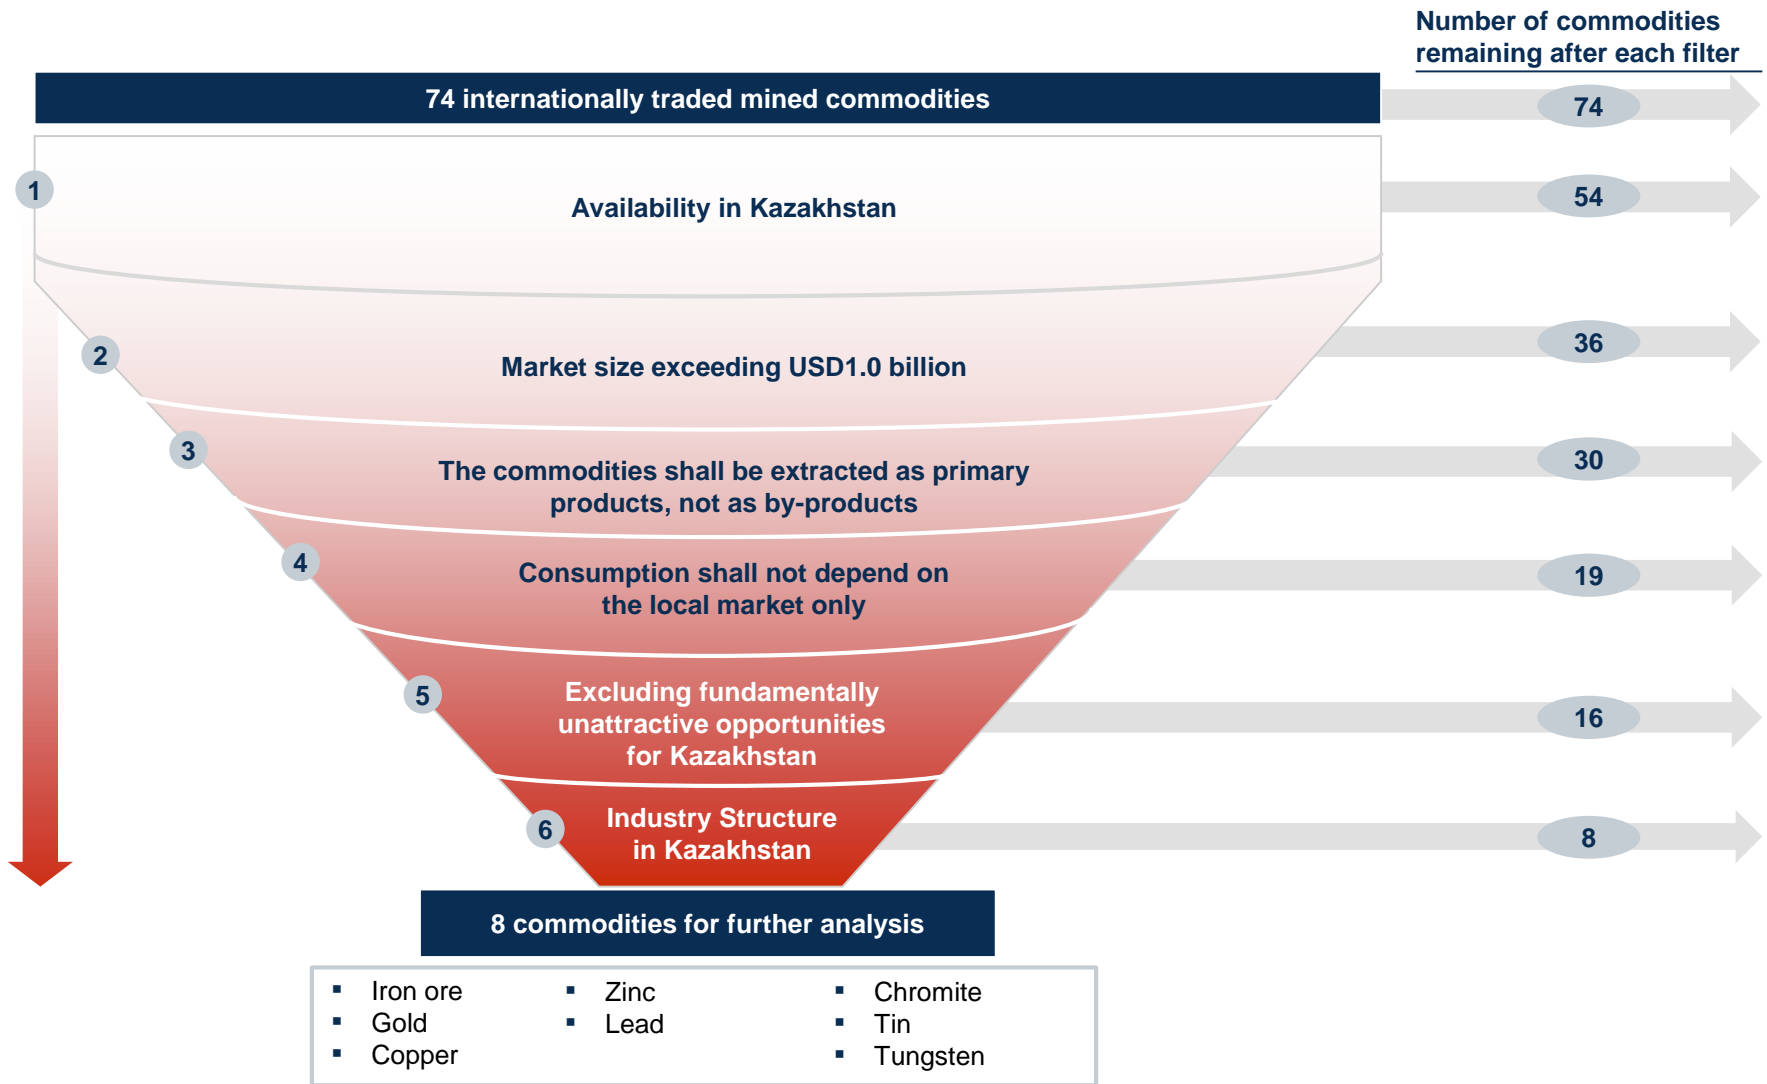 Number of commodities
remaining after each filter
74 internationally traded mined commodities
74
1
Availability in Kazakhstan
54
2
Market size exceeding USD1.0 billion
36
3
The commodities shall be extracted as primary
products, not as by-products
30
4
Consumption shall not depend on
the local market only
19
5
Excluding fundamentally
unattractive opportunities
for Kazakhstan
16
6
Industry Structure
in Kazakhstan
8
8 commodities for further analysis
▪ Iron ore
▪ Gold
▪ Copper
▪ Zinc
▪ Lead
▪ Chromite
▪ Tin
▪ Tungsten